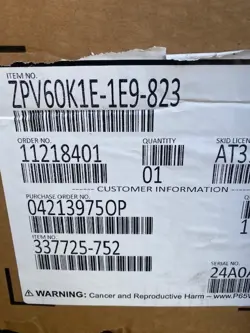 ITEM NO.
ZPV60K1E-1E9-823
ORDER NO. QUANTITY SKID LICEN
11218401 01 AT3
CUSTOMER INFORMATION
PURCHASE ORDER NO.
04213975OP
ITEM NO.
337725-752
SERIAL NO.
24A0
WARNING: Cancer and Reproductive Harm – www.P65W